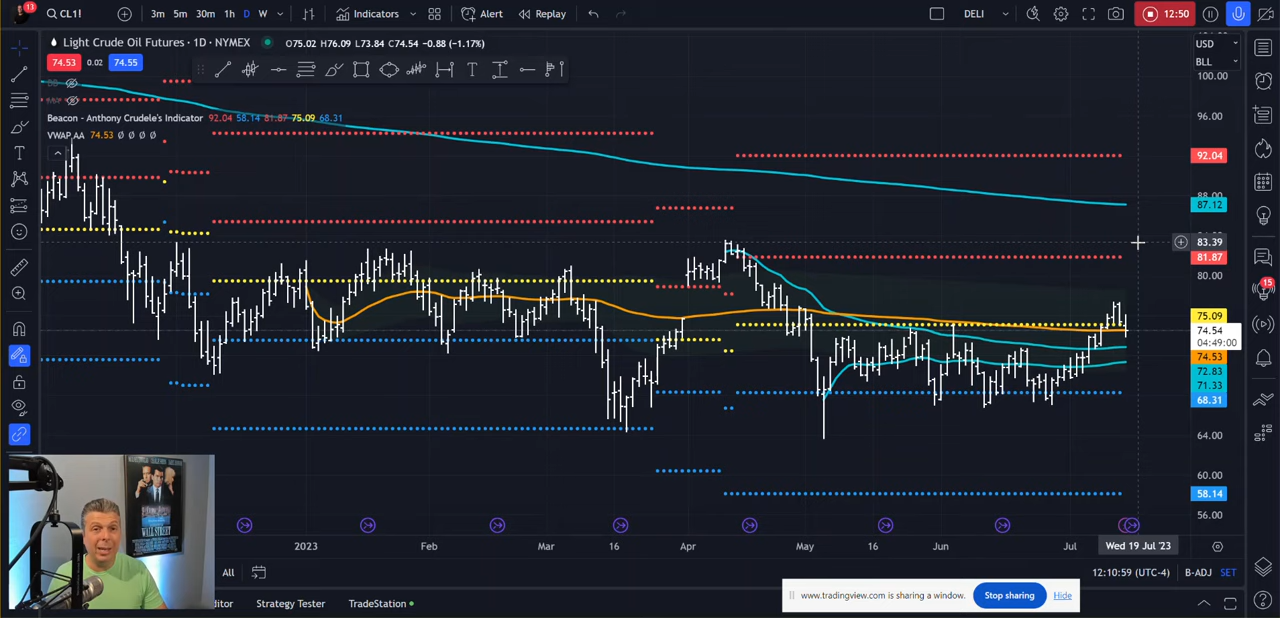 13
CL1!
3m 5m 30m 1h D W
Indicators
Alert
Replay
DELI
12:50
Light Crude Oil Futures · 1D · NYMEX
O75.02 H76.09 L73.84 C74.54 −0.88 (−1.17%)
USD
BLL
74.53 0.02 74.55
Beacon - Anthony Crudele's Indicator 92.04 58.14 81.87 75.09 68.31
VWAP AA 74.53 Ø Ø Ø Ø
100.00
96.00
92.04
88.00
87.12
83.39
81.87
80.00
75.09
74.54
04:49:00
74.53
72.83
71.33
68.31
64.00
60.00
58.14
56.00
15
2023 Feb Mar 16 Apr May 16 Jun Jul Wed 19 Jul '23
WALL STREET
All
12:10:59 (UTC-4) B-ADJ SET
ditor Strategy Tester TradeStation
www.tradingview.com is sharing a window. Stop sharing Hide